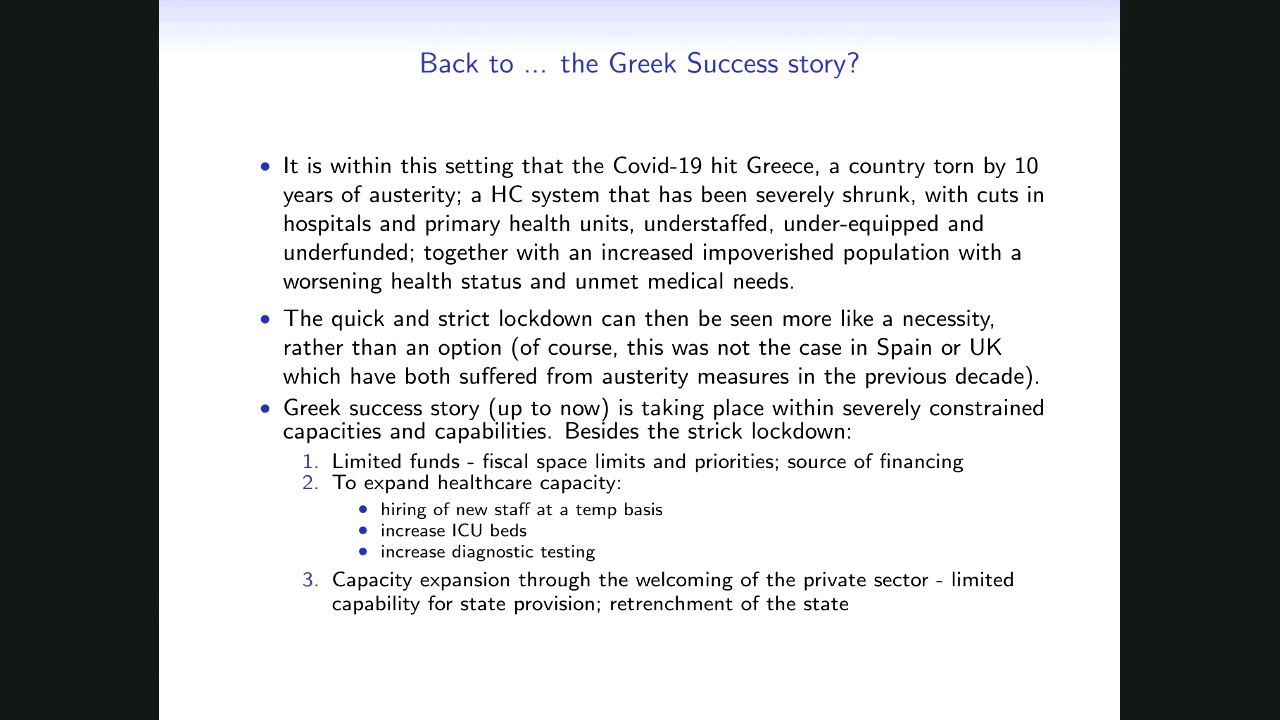 Back to ... the Greek Success story?
• It is within this setting that the Covid-19 hit Greece, a country torn by 10
years of austerity; a HC system that has been severely shrunk, with cuts in
hospitals and primary health units, understaffed, under-equipped and
underfunded; together with an increased impoverished population with a
worsening health status and unmet medical needs.
• The quick and strict lockdown can then be seen more like a necessity,
rather than an option (of course, this was not the case in Spain or UK
which have both suffered from austerity measures in the previous decade).
• Greek success story (up to now) is taking place within severely constrained
capacities and capabilities. Besides the strick lockdown:
1. Limited funds - fiscal space limits and priorities; source of financing
2. To expand healthcare capacity:
• hiring of new staff at a temp basis
• increase ICU beds
• increase diagnostic testing
3. Capacity expansion through the welcoming of the private sector - limited
capability for state provision; retrenchment of the state